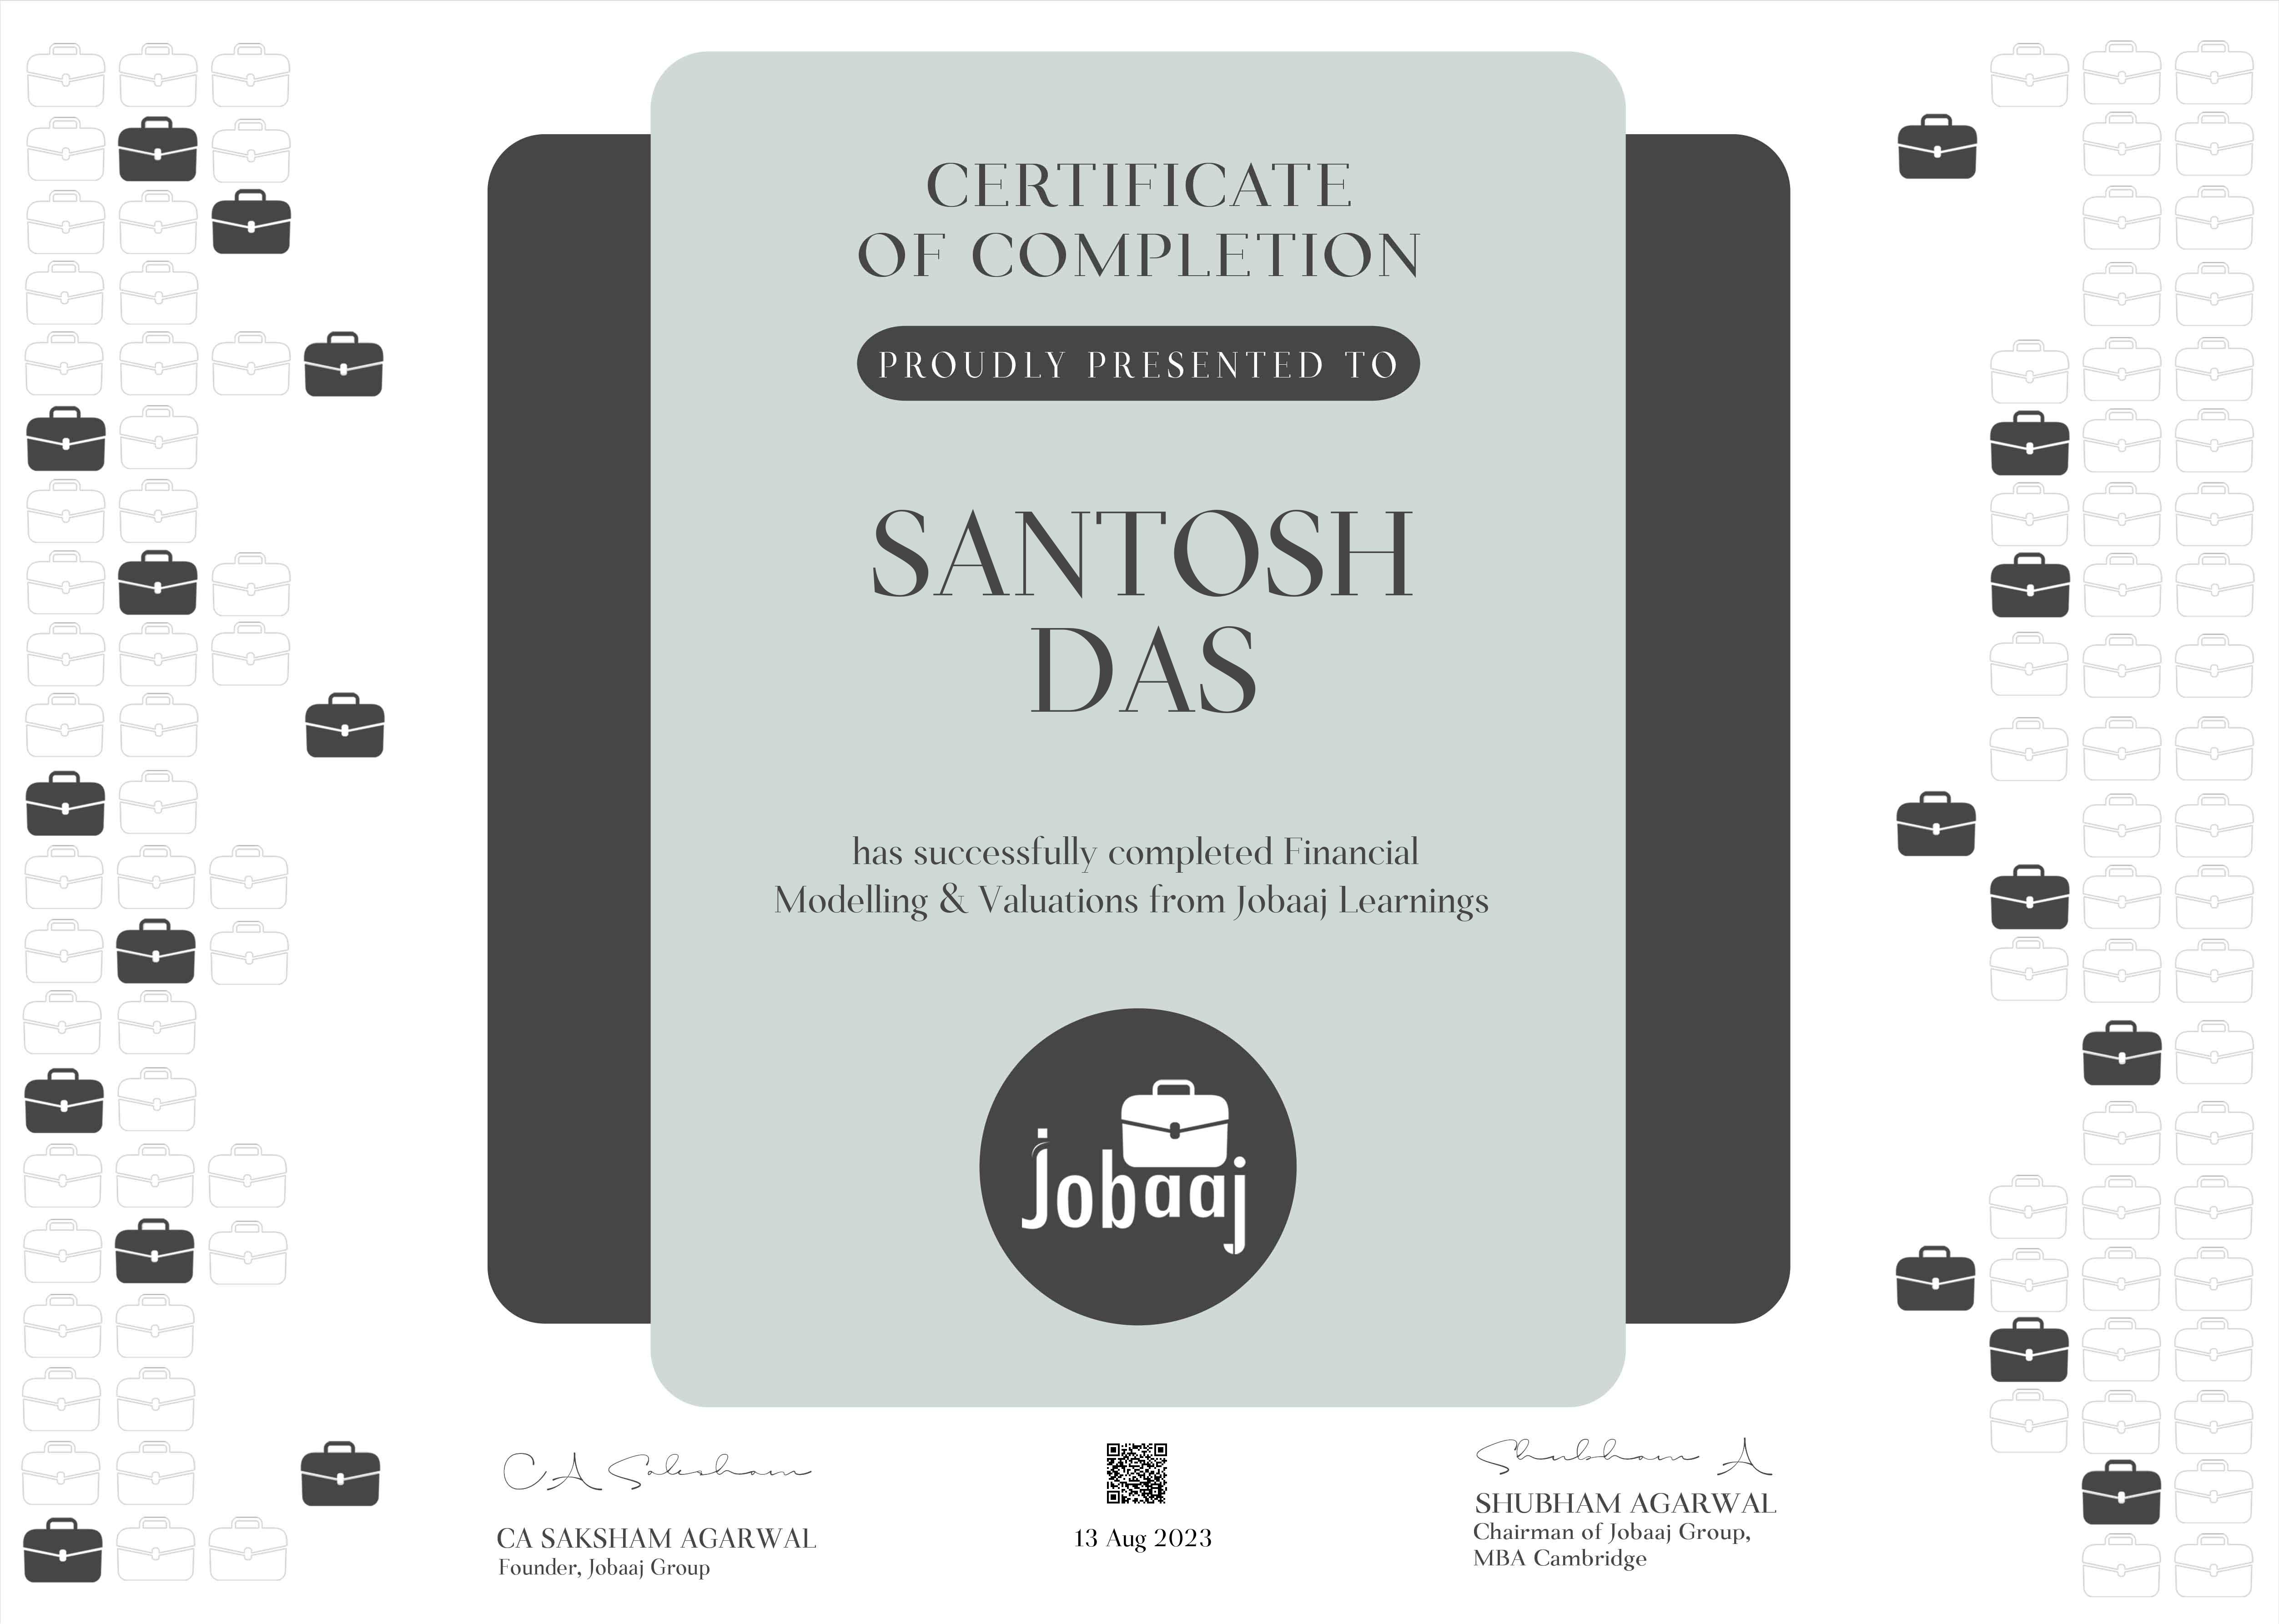 CERTIFICATE
OF COMPLETION
PROUDLY PRESENTED TO
SANTOSH
DAS
has successfully completed Financial
Modelling & Valuations from Jobaaj Learnings
jobaaj
CA Saksham
CA SAKSHAM AGARWAL
Founder, Jobaaj Group
13 Aug 2023
Shubham A
SHUBHAM AGARWAL
Chairman of Jobaaj Group,
MBA Cambridge